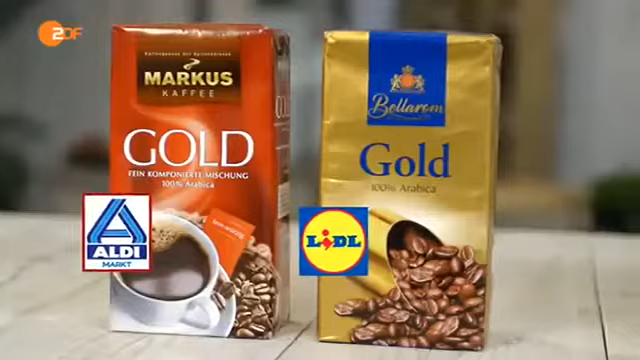 ZDF
MARKUS
KAFFEE
GOLD
FEIN KOMPONIERTE MISCHUNG
100% Arabica
ALDI
MARKT
Bellarom
Gold
100% Arabica
LIDL